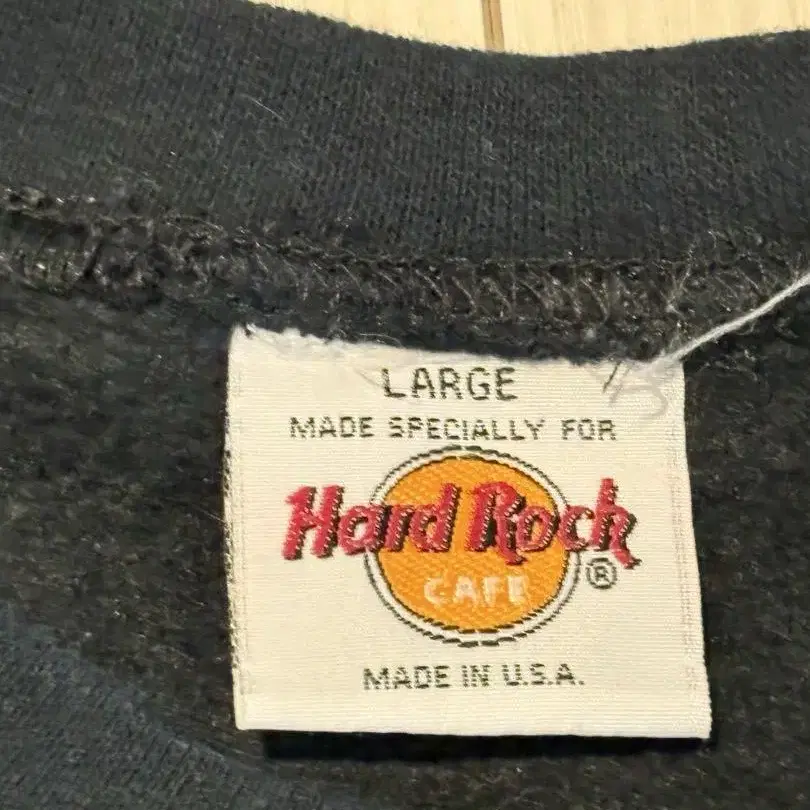 LARGE
MADE SPECIALLY FOR
Hard Rock
CAFE
®
MADE IN U.S.A.